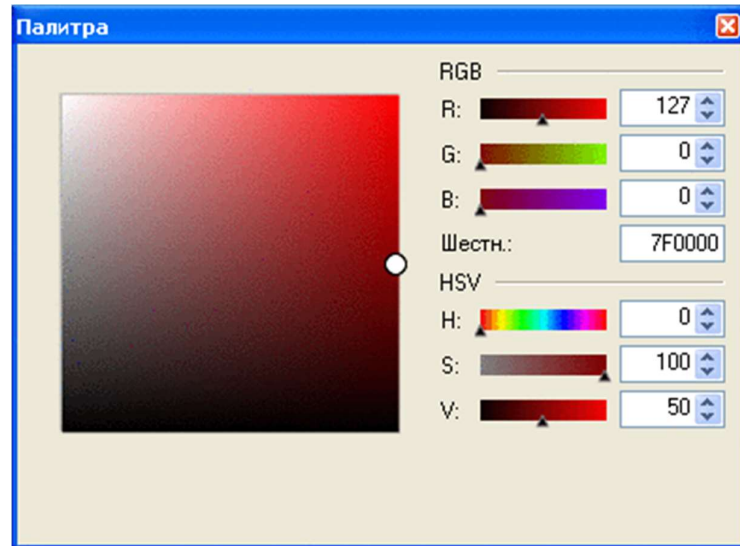 Палитра
RGB
R: 127
G: 0
B: 0
Шестн.: 7F0000
HSV
H: 0
S: 100
V: 50